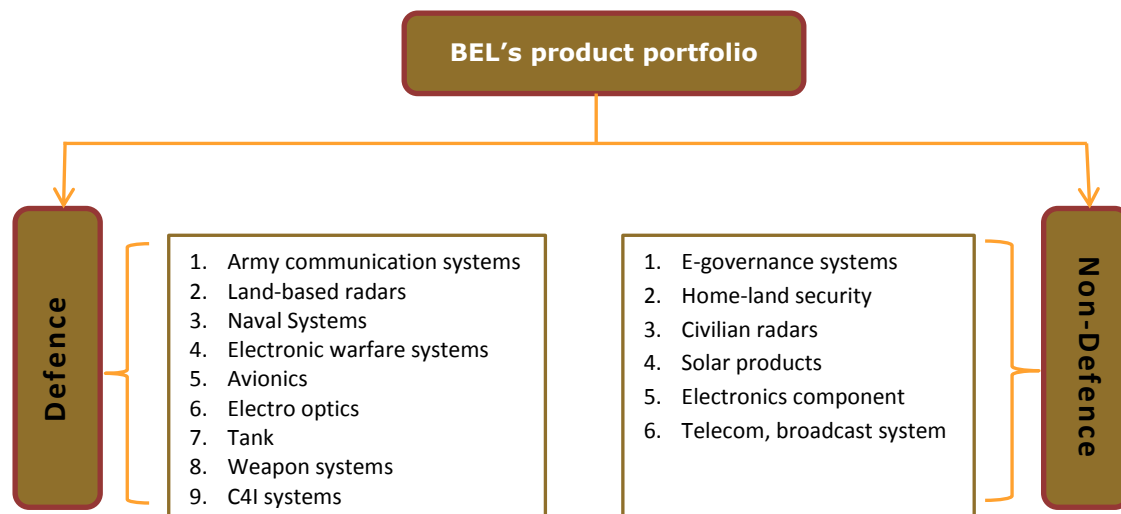 BEL’s product portfolio
Defence
1. Army communication systems
2. Land-based radars
3. Naval Systems
4. Electronic warfare systems
5. Avionics
6. Electro optics
7. Tank
8. Weapon systems
9. C4I systems
1. E-governance systems
2. Home-land security
3. Civilian radars
4. Solar products
5. Electronics component
6. Telecom, broadcast system
Non-Defence